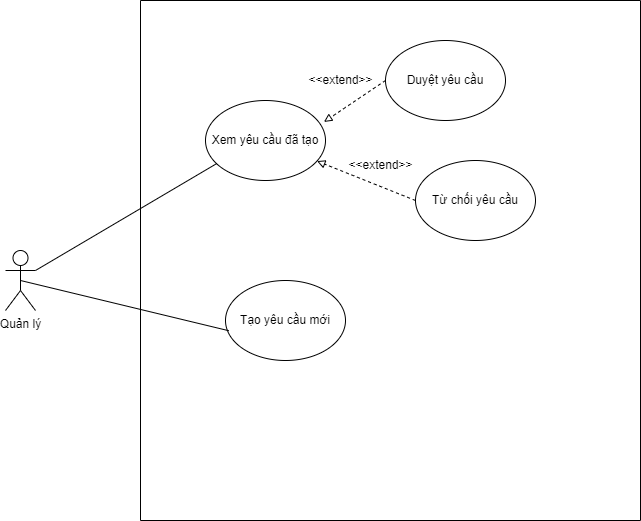 <<extend>>
Duyệt yêu cầu
Xem yêu cầu đã tạo
<<extend>>
Từ chối yêu cầu
Tạo yêu cầu mới
Quản lý